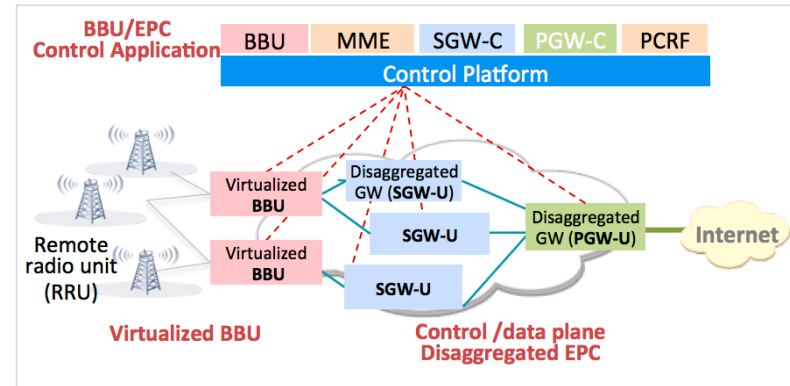 BBU/EPC
Control Application
BBU
MME
SGW-C
PGW-C
PCRF
Control Platform
Virtualized
BBU
Disaggregated
GW (SGW-U)
SGW-U
Disaggregated
GW (PGW-U)
Internet
Remote
radio unit
(RRU)
Virtualized
BBU
SGW-U
Virtualized BBU
Control /data plane
Disaggregated EPC